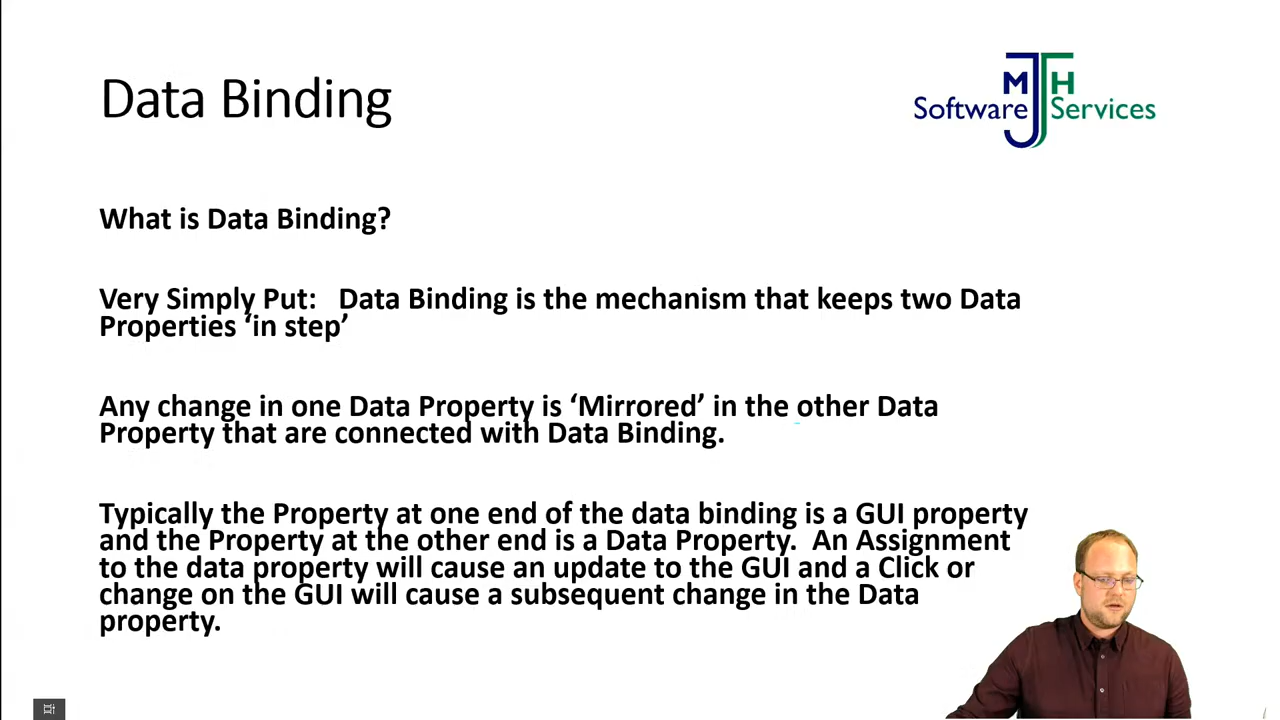 Data Binding
M H
Software Services
What is Data Binding?
Very Simply Put:   Data Binding is the mechanism that keeps two Data
Properties ‘in step’
Any change in one Data Property is ‘Mirrored’ in the other Data
Property that are connected with Data Binding.
Typically the Property at one end of the data binding is a GUI property
and the Property at the other end is a Data Property.  An Assignment
to the data property will cause an update to the GUI and a Click or
change on the GUI will cause a subsequent change in the Data
property.